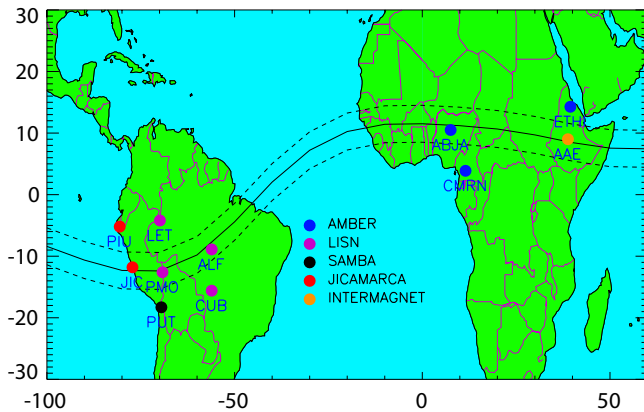 30
20
10
0
-10
-20
-30
-100
-50
0
50
ETHI
ABJA
AAE
CMRN
PIU
LET
ALF
JIC
PMO
CUB
PUT
AMBER
LISN
SAMBA
JICAMARCA
INTERMAGNET